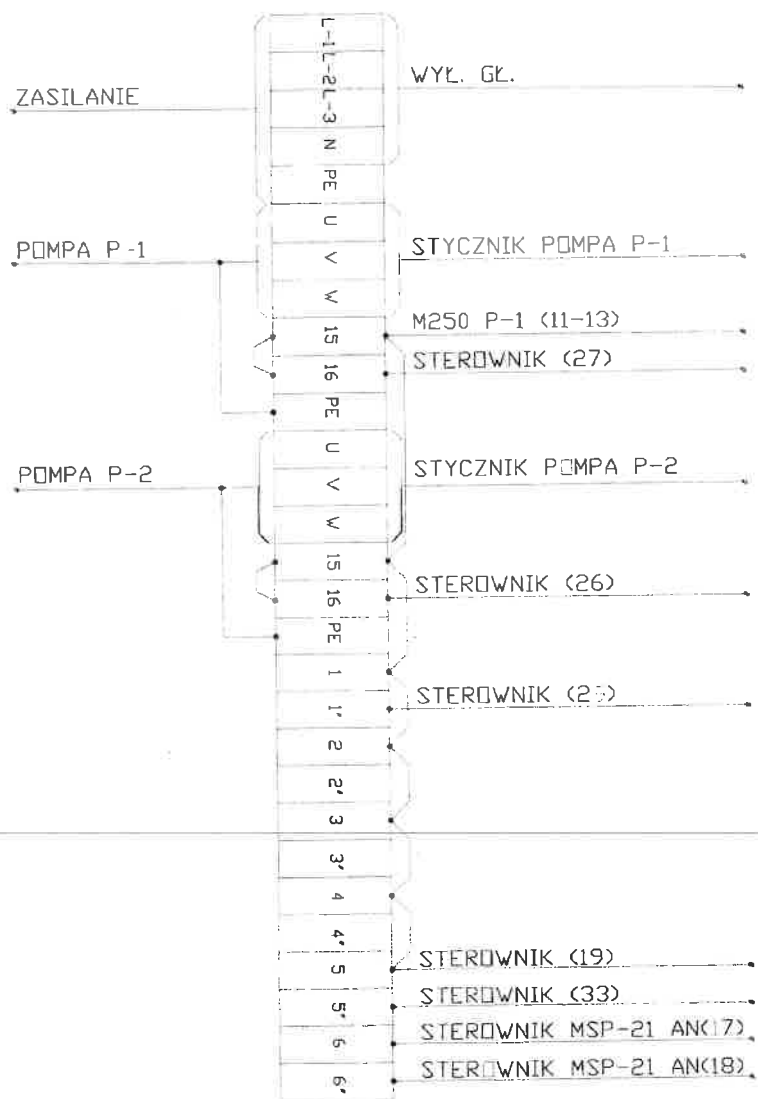 L-1
L-2
L-3
N
PE
U
V
W
15
16
PE
U
V
W
15
16
PE
1
1'
2
2'
3
3'
4
4'
5
5'
6
6'
ZASILANIE
POMPA P-1
POMPA P-2
WYŁ. GŁ.
STYCZNIK POMPA P-1
M250 P-1 (11-13)
STEROWNIK (27)
STYCZNIK POMPA P-2
STEROWNIK (26)
STEROWNIK
STEROWNIK (19)
STEROWNIK (33)
STEROWNIK MSP-21 AN(17)
STEROWNIK MSP-21 AN(18)